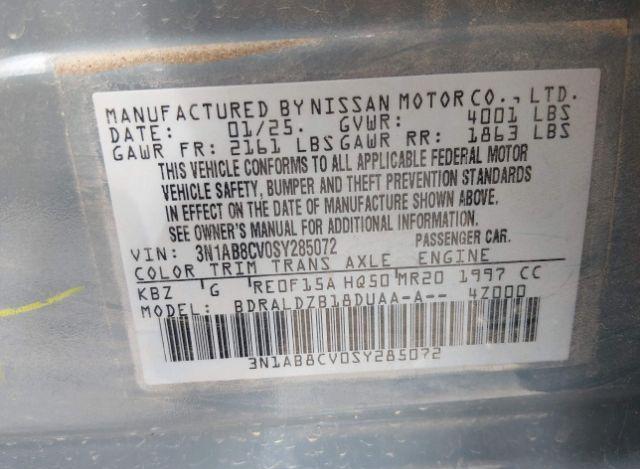 MANUFACTURED BY NISSAN MOTOR CO., LTD.
DATE: 01/25. GVWR: 4001 LBS
GAWR FR: 2161 LBS GAWR RR: 1863 LBS
THIS VEHICLE CONFORMS TO ALL APPLICABLE FEDERAL MOTOR
VEHICLE SAFETY, BUMPER AND THEFT PREVENTION STANDARDS
IN EFFECT ON THE DATE OF MANUFACTURE SHOWN ABOVE.
SEE OWNER'S MANUAL FOR ADDITIONAL INFORMATION.
VIN: 3N1AB8CV0SY285072 PASSENGER CAR.
COLOR TRIM TRANS AXLE ENGINE
KBZ G RE0F15A HQ50 MR20 1997 CC
MODEL: BDRALDZB18DUAA-A-- 4Z000
3N1AB8CV0SY285072